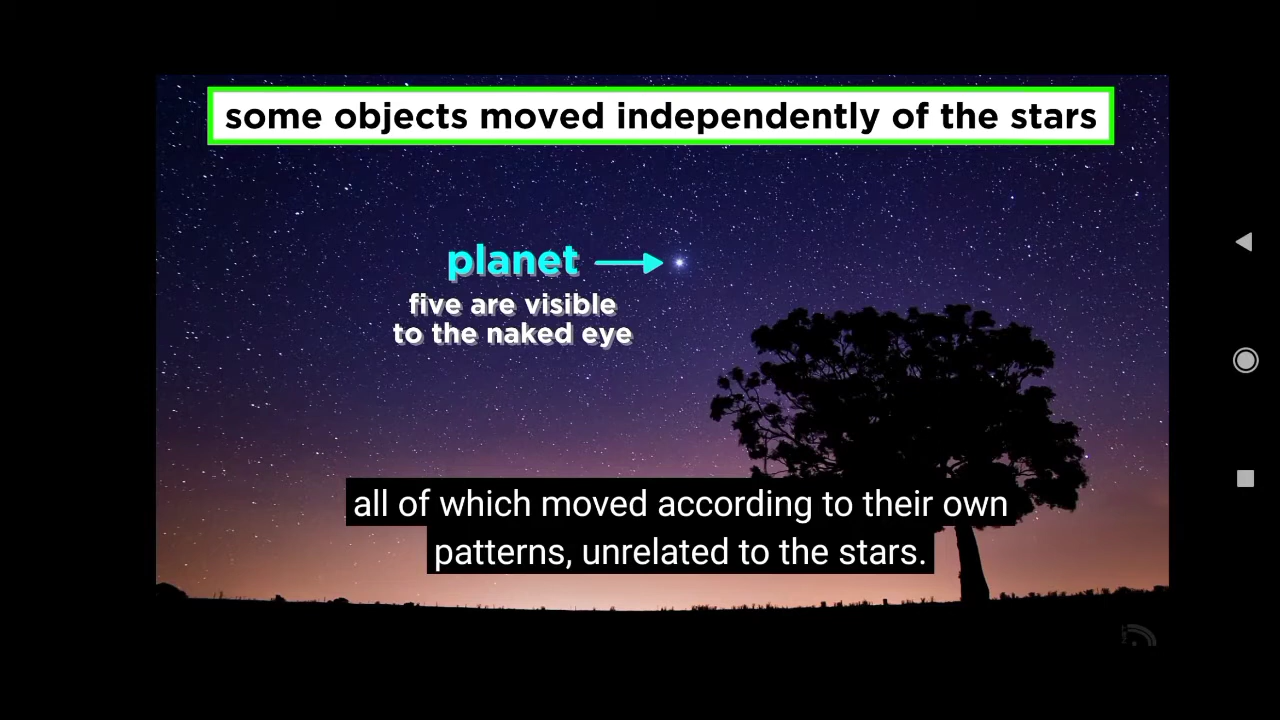 some objects moved independently of the stars
planet
five are visible
to the naked eye
all of which moved according to their own
patterns, unrelated to the stars.